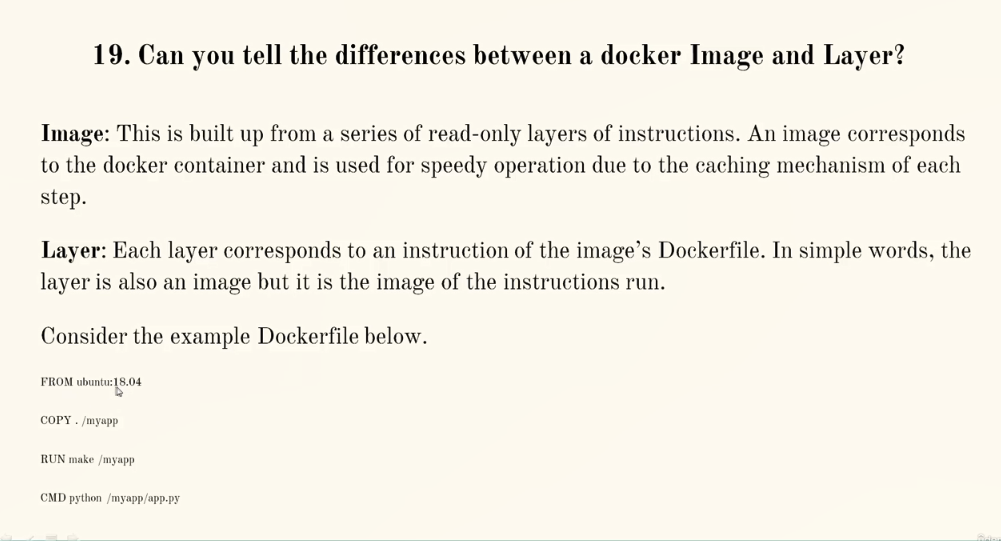 19. Can you tell the differences between a docker Image and Layer?
Image: This is built up from a series of read-only layers of instructions. An image corresponds
to the docker container and is used for speedy operation due to the caching mechanism of each
step.
Layer: Each layer corresponds to an instruction of the image’s Dockerfile. In simple words, the
layer is also an image but it is the image of the instructions run.
Consider the example Dockerfile below.
FROM ubuntu:18.04
COPY . /myapp
RUN make /myapp
CMD python /myapp/app.py